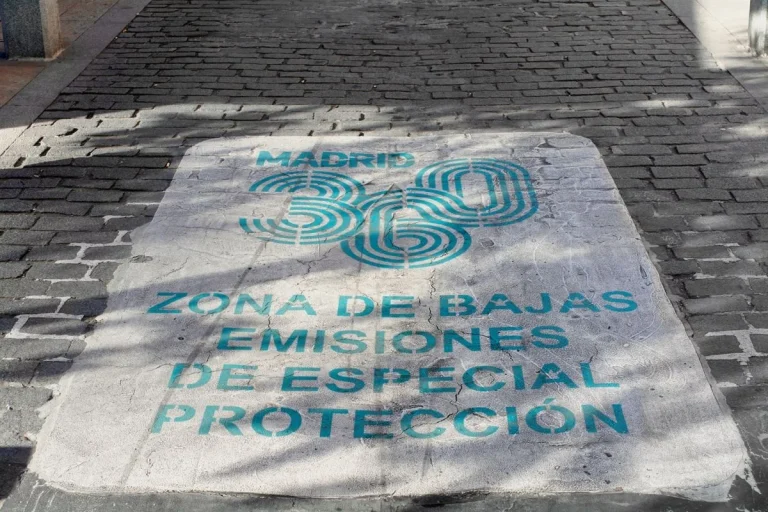 MADRID
360
ZONA DE BAJAS
EMISIONES
DE ESPECIAL
PROTECCIÓN